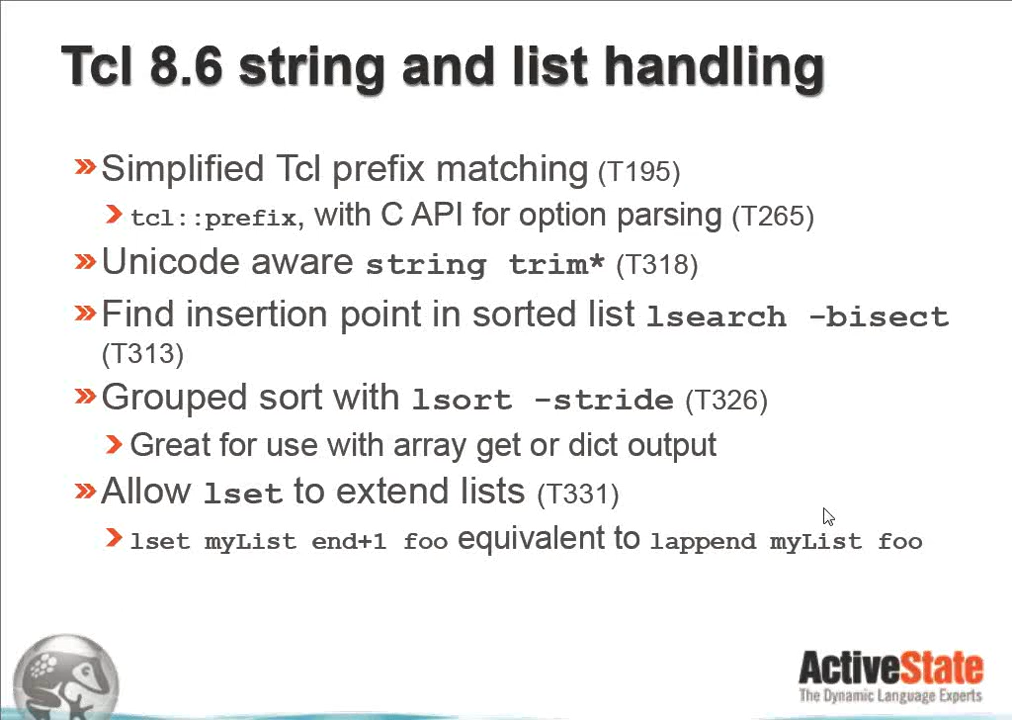 Tcl 8.6 string and list handling
Simplified Tcl prefix matching (T195)
tcl::prefix, with C API for option parsing (T265)
Unicode aware string trim* (T318)
Find insertion point in sorted list lsearch -bisect
(T313)
Grouped sort with lsort -stride (T326)
Great for use with array get or dict output
Allow lset to extend lists (T331)
lset myList end+1 foo equivalent to lappend myList foo
ActiveState
The Dynamic Language Experts